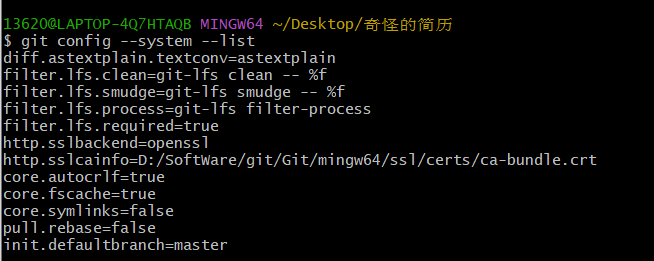 13620@LAPTOP-4Q7HTAQB MINGW64 ~/Desktop/奇怪的简历
$ git config --system --list
diff.astextplain.textconv=astextplain
filter.lfs.clean=git-lfs clean -- %f
filter.lfs.smudge=git-lfs smudge -- %f
filter.lfs.process=git-lfs filter-process
filter.lfs.required=true
http.sslbackend=openssl
http.sslcainfo=D:/SoftWare/git/Git/mingw64/ssl/certs/ca-bundle.crt
core.autocrlf=true
core.fscache=true
core.symlinks=false
pull.rebase=false
init.defaultbranch=master